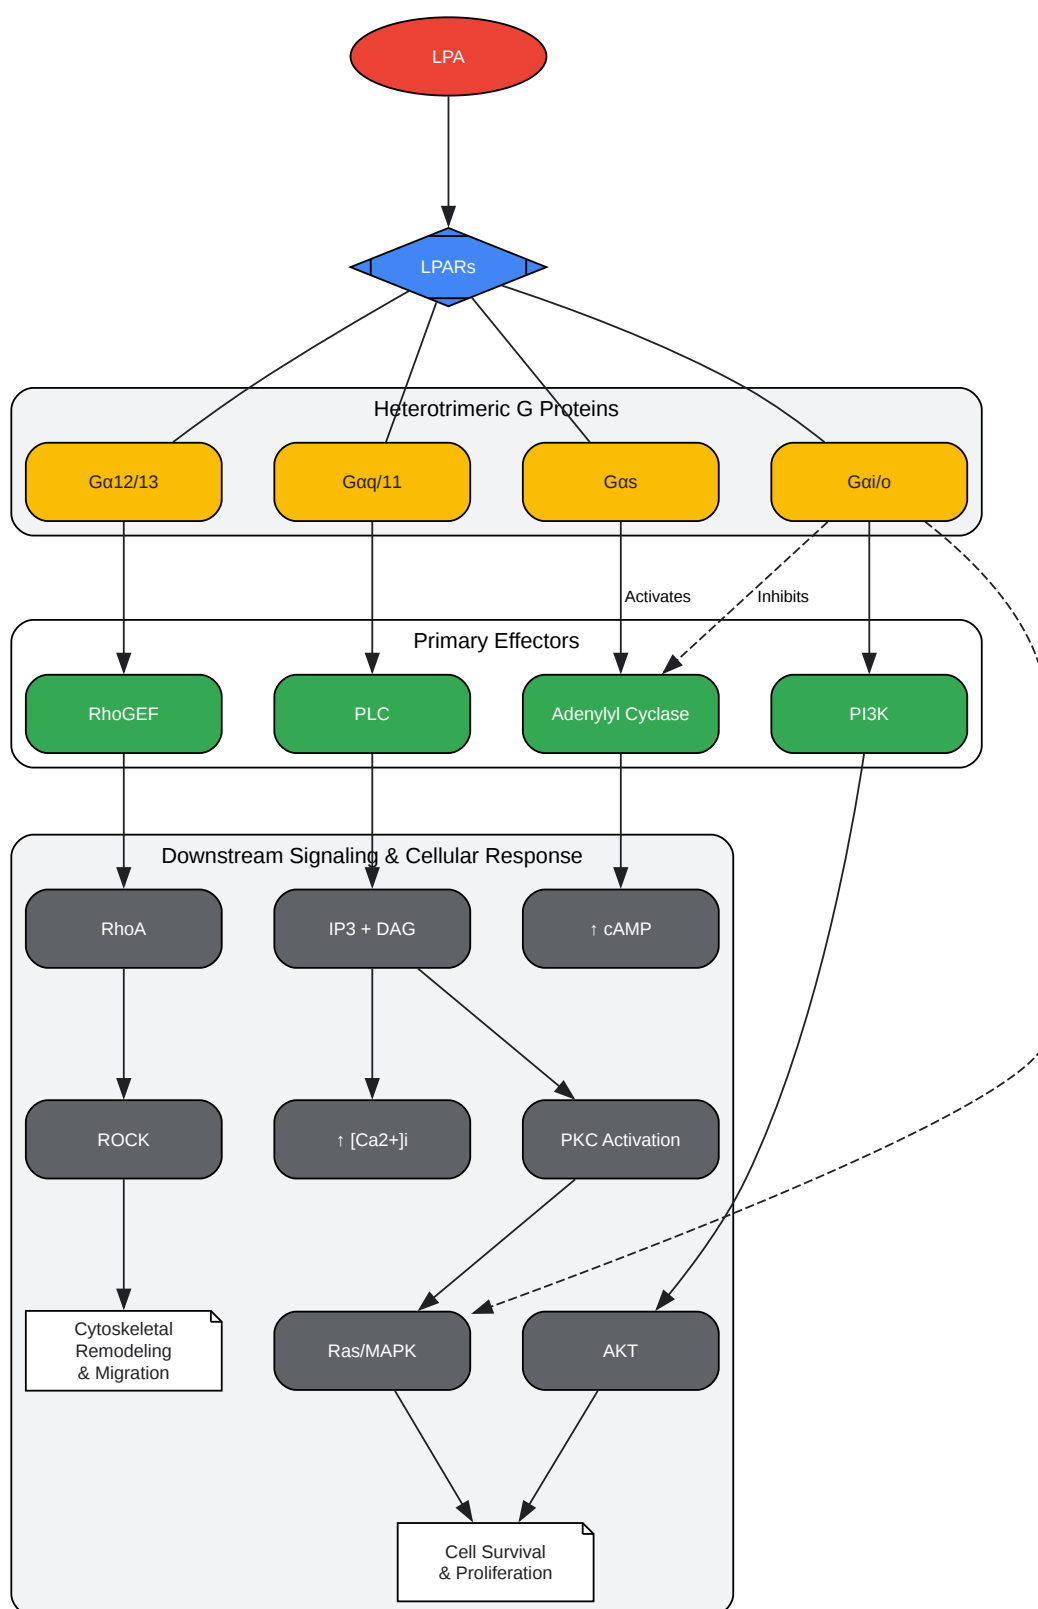 LPA
LPARs
Heterotrimeric G Proteins
Gα12/13
Gαq/11
Gαs
Gαi/o
Activates
Inhibits
Primary Effectors
RhoGEF
PLC
Adenylyl Cyclase
PI3K
Downstream Signaling & Cellular Response
RhoA
IP3 + DAG
↑ cAMP
ROCK
↑ [Ca2+]i
PKC Activation
Cytoskeletal
Remodeling
& Migration
Ras/MAPK
AKT
Cell Survival
& Proliferation